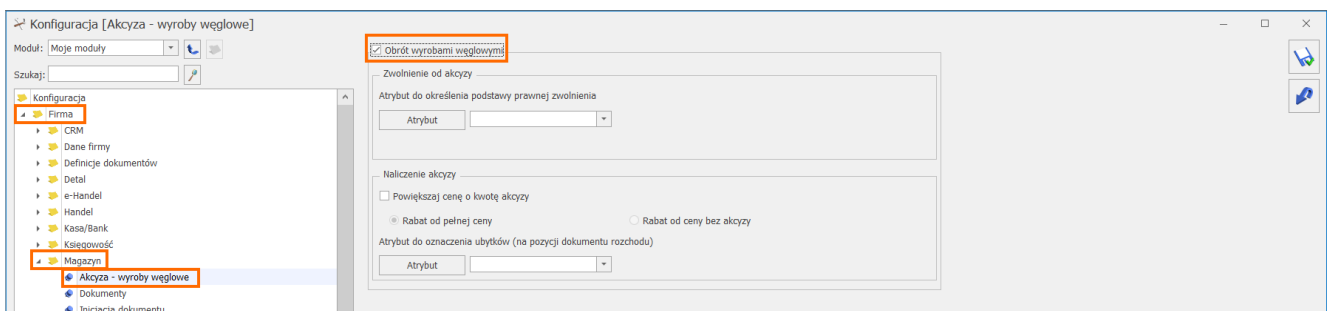 Konfiguracja [Akcyza - wyroby węglowe]
Moduł: Moje moduły
Szukaj:
Konfiguracja
Firma
CRM
Dane firmy
Definicje dokumentów
Detal
e-Handel
Handel
Kasa/Bank
Księgowość
Magazyn
Akcyza - wyroby węglowe
Dokumenty
Inicjacja dokumentu
Obrót wyrobami węglowymi
Zwolnienie od akcyzy
Atrybut do określenia podstawy prawnej zwolnienia
Atrybut
Naliczenie akcyzy
Powiększaj cenę o kwotę akcyzy
Rabat od pełnej ceny Rabat od ceny bez akcyzy
Atrybut do oznaczenia ubytków (na pozycji dokumentu rozchodu)
Atrybut